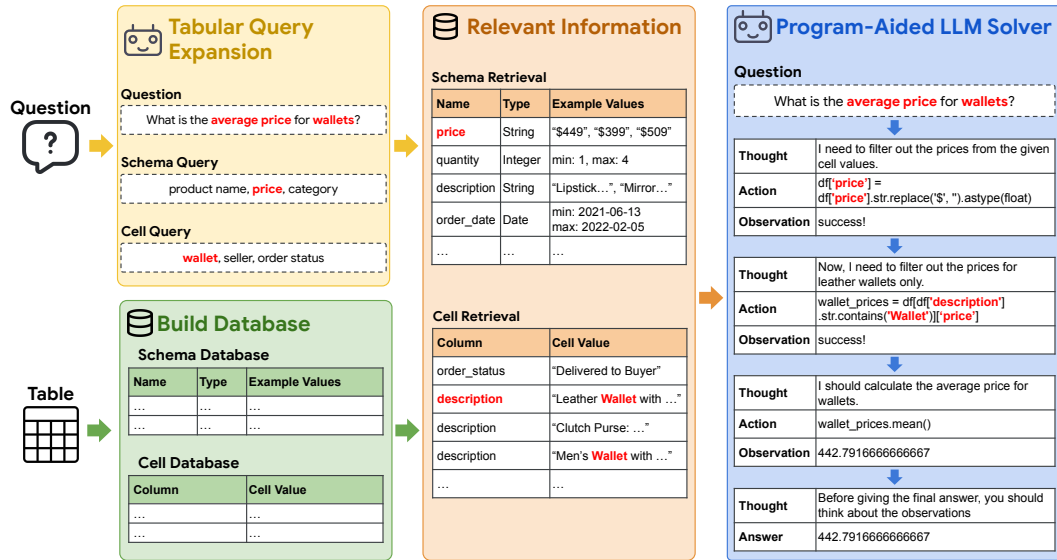 Question
?
Table
Tabular Query
Expansion
Question
What is the average price for wallets?
Schema Query
product name, price, category
Cell Query
wallet, seller, order status
Build Database
Schema Database
Name Type Example Values
… … …
… … …
Cell Database
Column Cell Value
… …
… …
Relevant Information
Schema Retrieval
Name Type Example Values
price String “$449”, “$399”, “$509”
quantity Integer min: 1, max: 4
description String “Lipstick…”, “Mirror…”
order_date Date min: 2021-06-13
max: 2022-02-05
… … …
Cell Retrieval
Column Cell Value
order_status “Delivered to Buyer”
description “Leather Wallet with …”
description “Clutch Purse: …”
description “Men’s Wallet with …”
… …
Program-Aided LLM Solver
Question
What is the average price for wallets?
Thought I need to filter out the prices from the given
cell values.
Action df[‘price’] =
df['price'].str.replace('$', '').astype(float)
Observation success!
Thought Now, I need to filter out the prices for
leather wallets only.
Action wallet_prices = df[df['description']
.str.contains('Wallet')][‘price’]
Observation success!
Thought I should calculate the average price for
wallets.
Action wallet_prices.mean()
Observation 442.7916666666667
Thought Before giving the final answer, you should
think about the observations
Answer 442.7916666666667